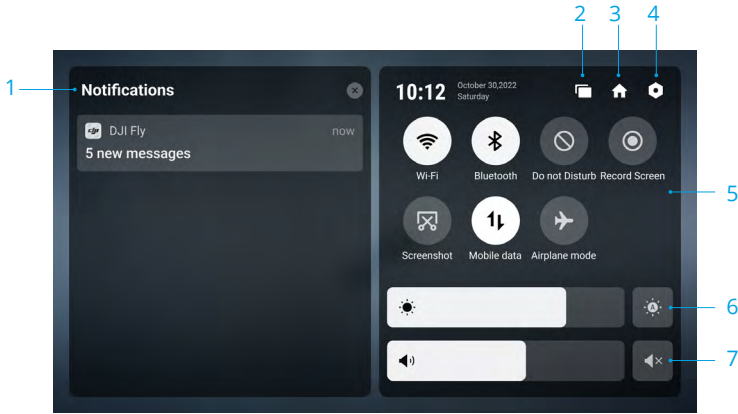 2 3 4
1
Notifications
10:12
October 30,2022
Saturday
dji DJI Fly now
5 new messages
Wi-Fi Bluetooth Do not Disturb Record Screen
5
Screenshot Mobile data Airplane mode
A
6
7